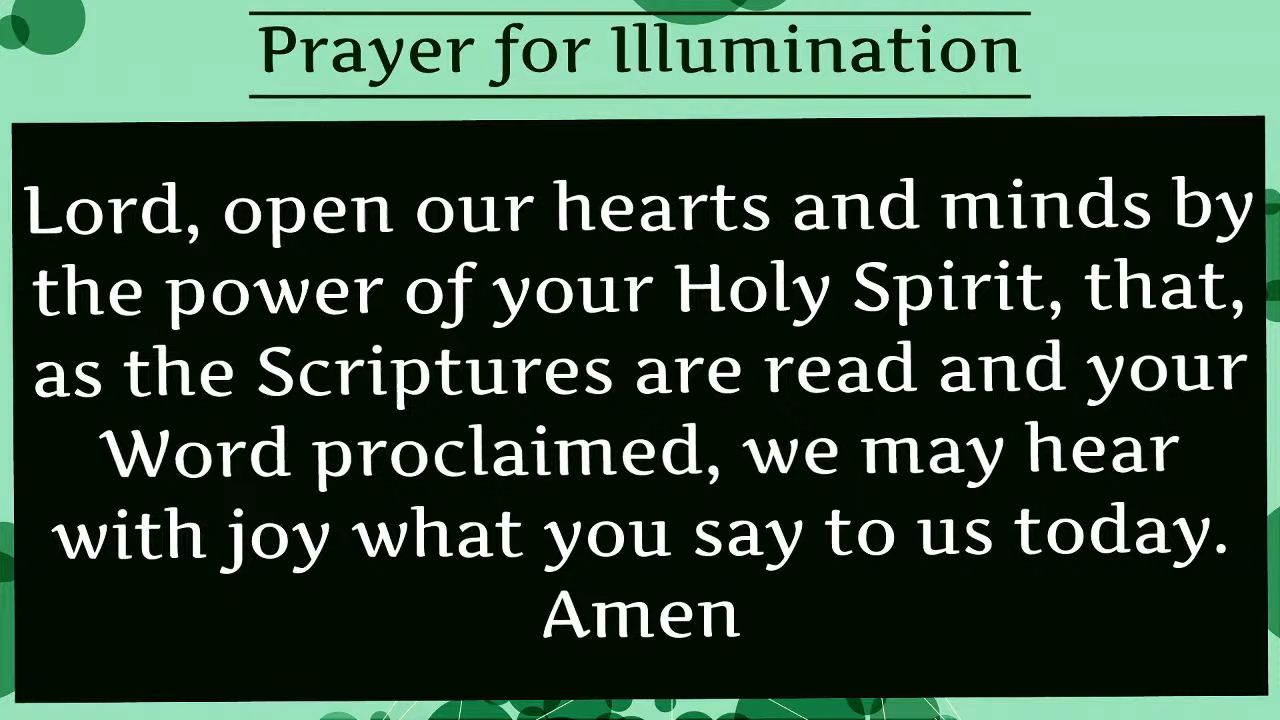 Prayer for Illumination
Lord, open our hearts and minds by
the power of your Holy Spirit, that,
as the Scriptures are read and your
Word proclaimed, we may hear
with joy what you say to us today.
Amen